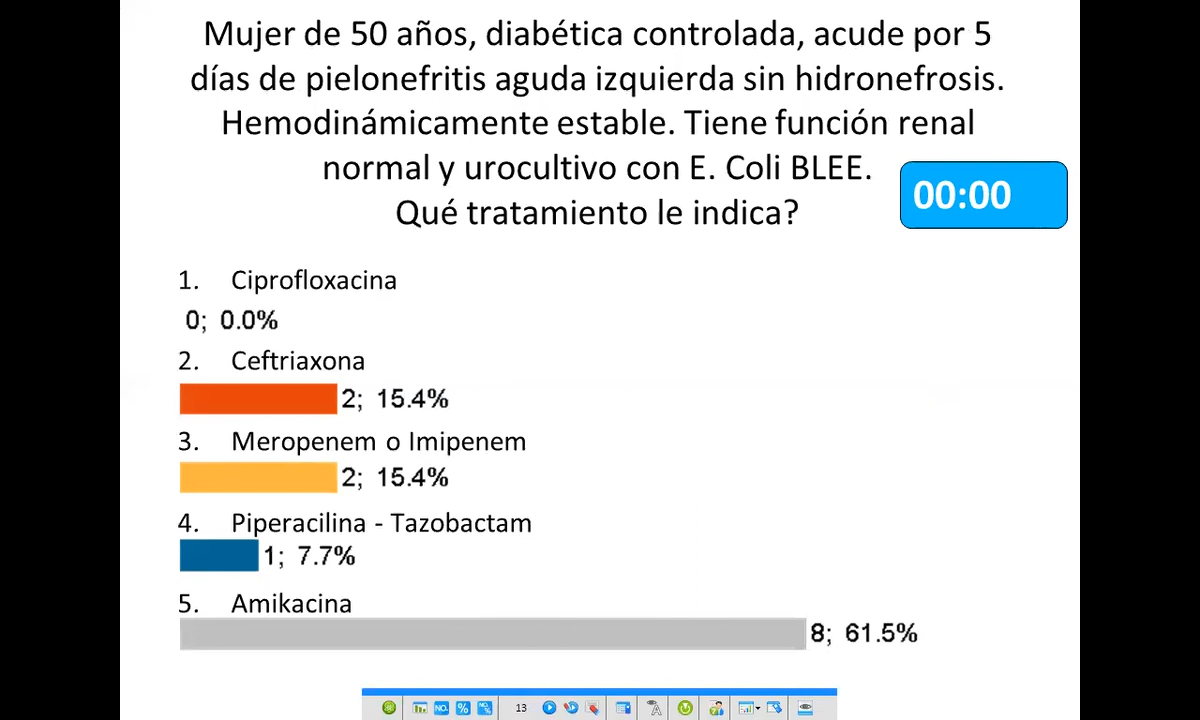 Mujer de 50 años, diabética controlada, acude por 5
días de pielonefritis aguda izquierda sin hidronefrosis.
Hemodinámicamente estable. Tiene función renal
normal y urocultivo con E. Coli BLEE.
Qué tratamiento le indica?
00:00
1. Ciprofloxacina
0; 0.0%
2. Ceftriaxona
2; 15.4%
3. Meropenem o Imipenem
2; 15.4%
4. Piperacilina - Tazobactam
1; 7.7%
5. Amikacina
8; 61.5%
NO. % 13